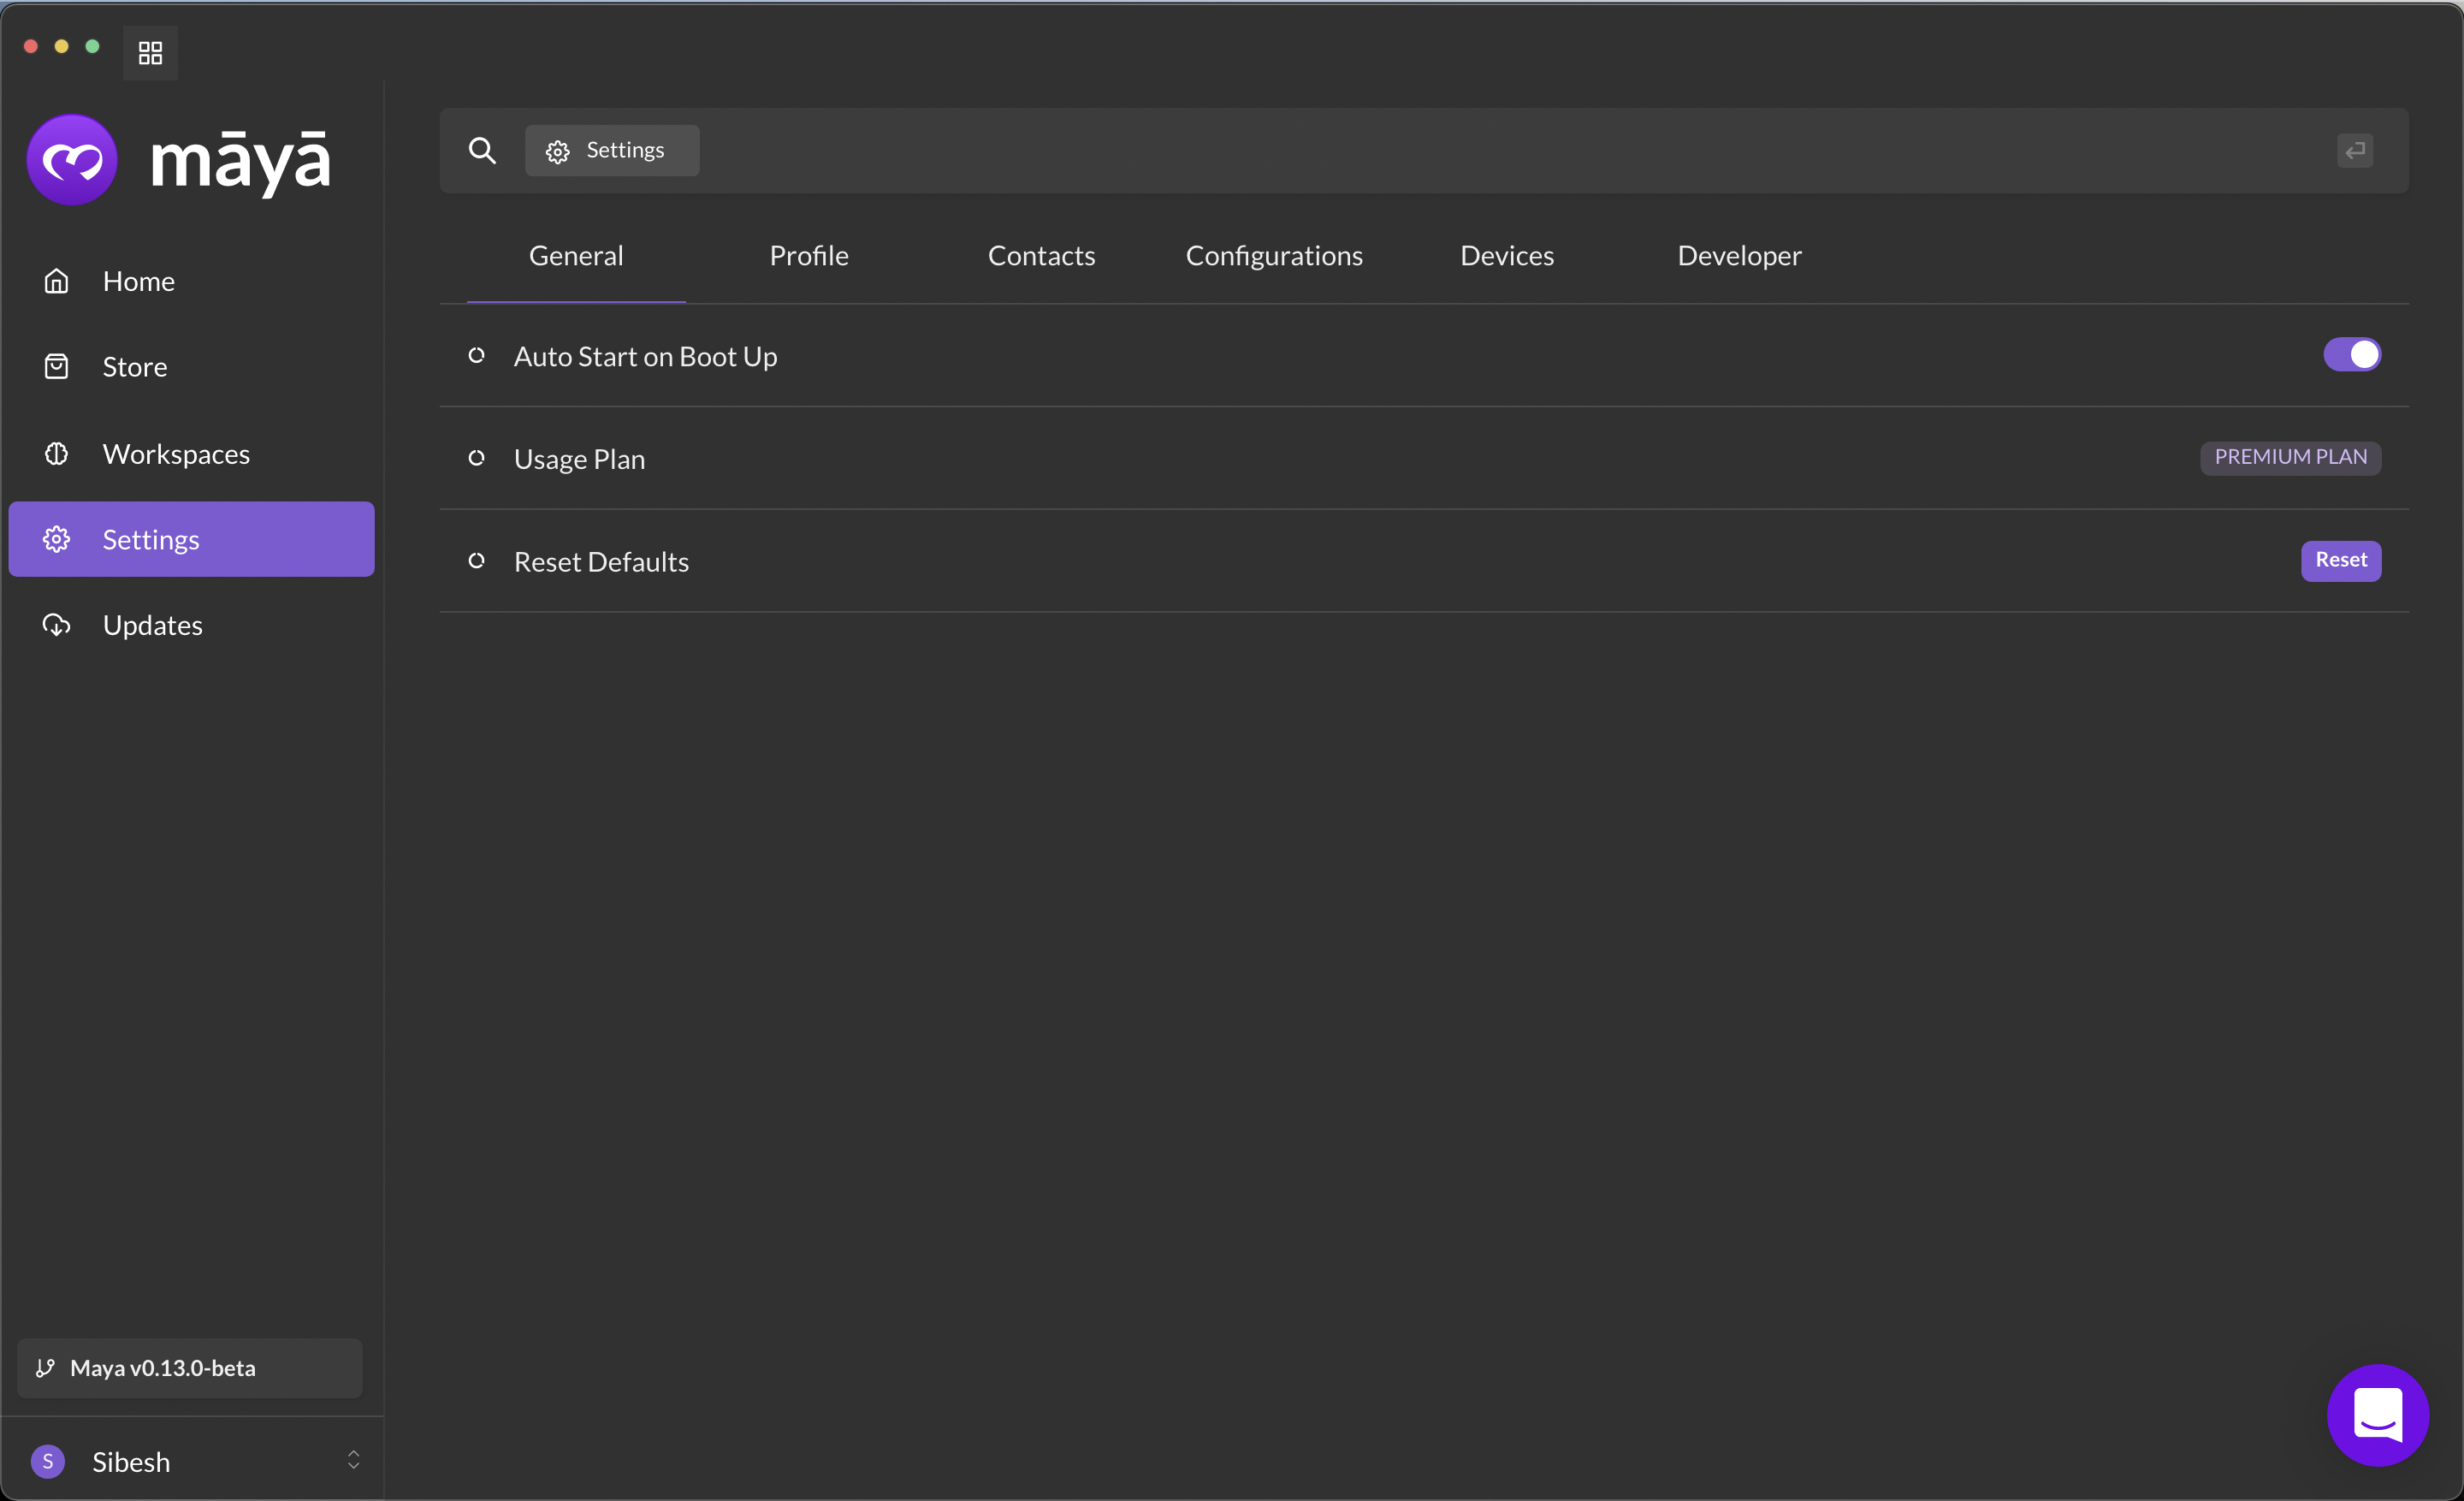 māyā
Home
Store
Workspaces
Settings
Updates
Maya v0.13.0-beta
S Sibesh
Settings
General Profile Contacts Configurations Devices Developer
Auto Start on Boot Up
Usage Plan PREMIUM PLAN
Reset Defaults Reset